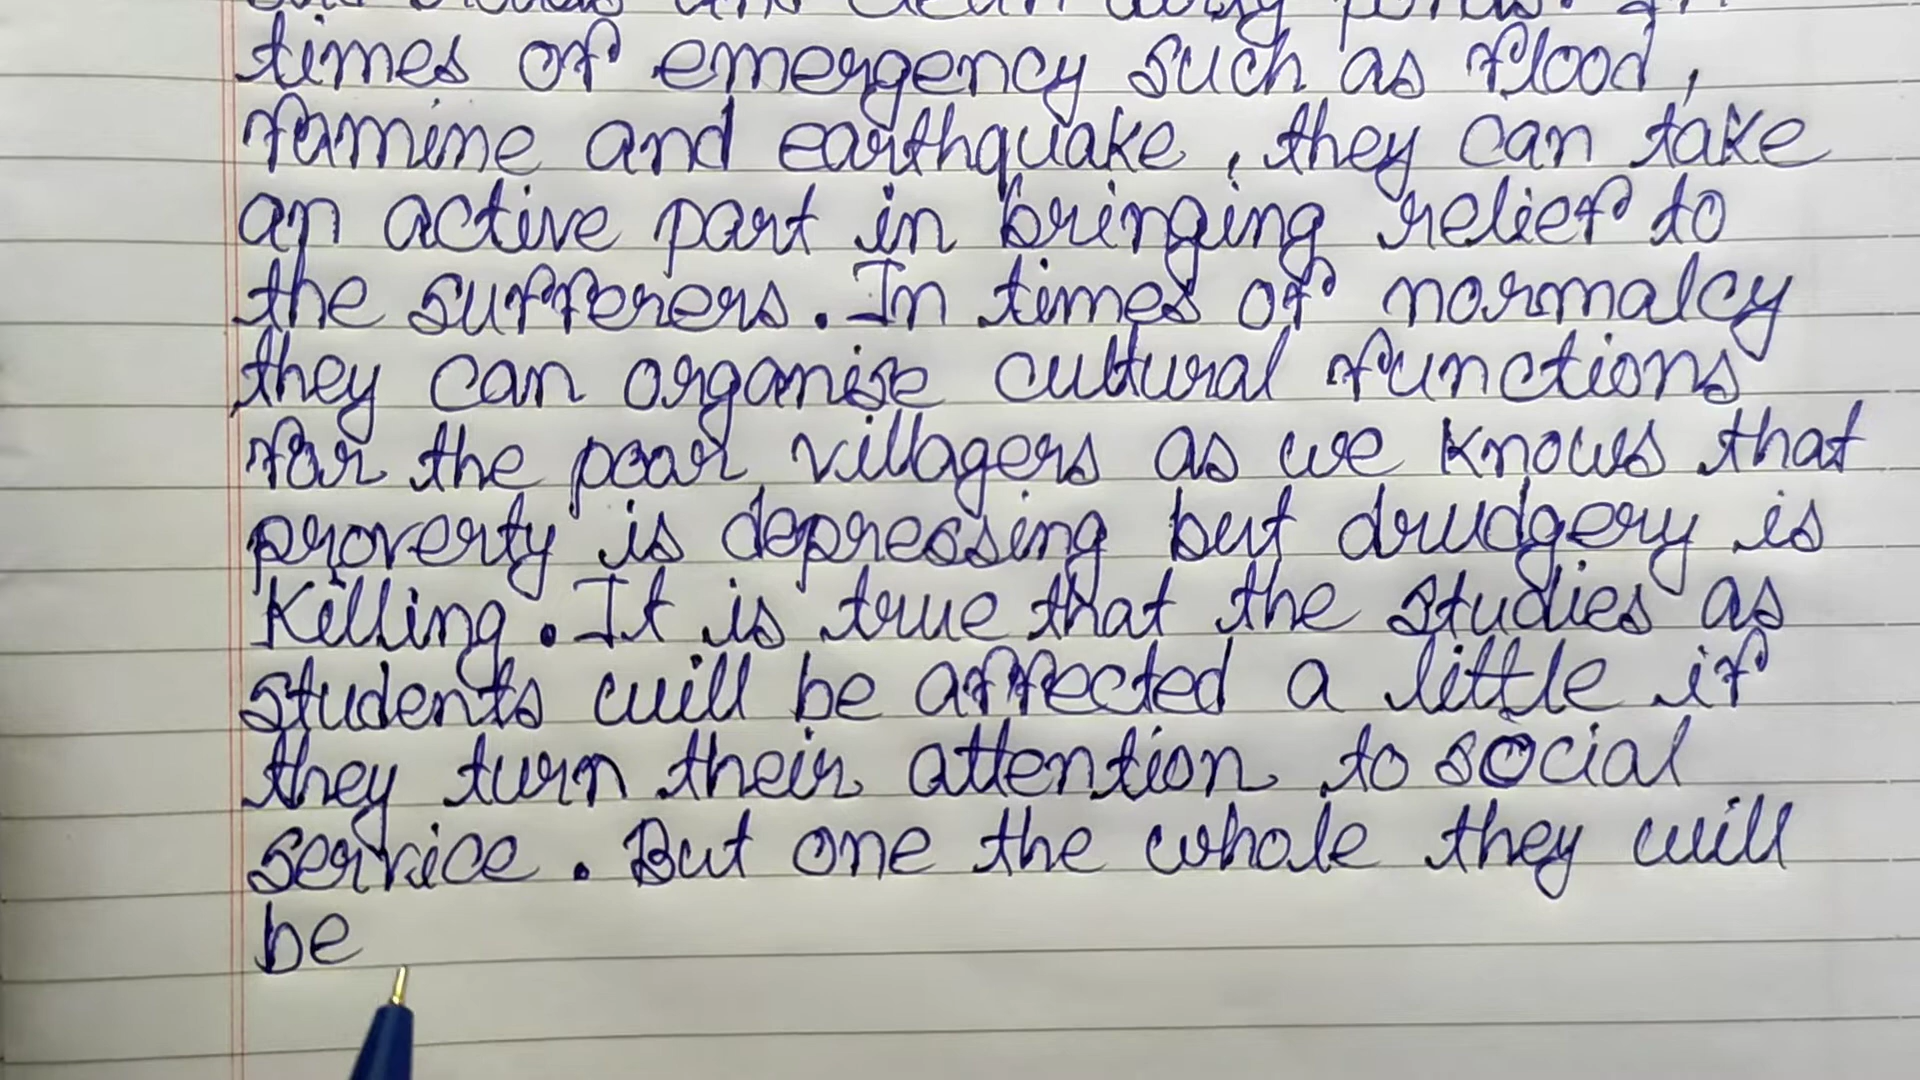 times of emergency such as flood,
famine and earthquake, they can take
an active part in bringing relief to
the sufferers. In times of normalcy
they can organise cultural functions
for the poor villagers as we knows that
proverty is depressing but drudgery is
killing. It is true that the studies as
students will be affected a little if
they turn their attention to social
service. But one the whole they will
be